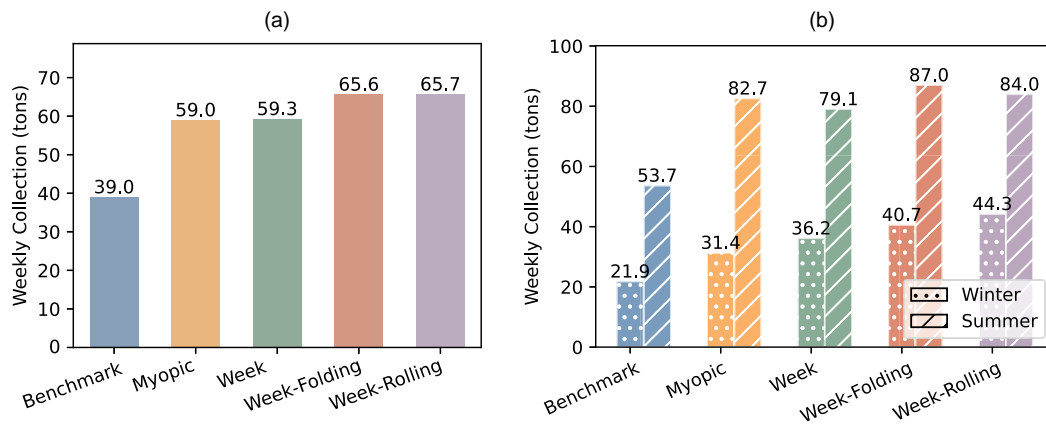 (a)
Weekly Collection (tons)
70
60
50
40
30
20
10
0
39.0
59.0
59.3
65.6
65.7
Benchmark
Myopic
Week
Week-Folding
Week-Rolling
(b)
Weekly Collection (tons)
100
80
60
40
20
0
21.9
53.7
31.4
82.7
36.2
79.1
40.7
87.0
44.3
84.0
Winter
Summer
Benchmark
Myopic
Week
Week-Folding
Week-Rolling